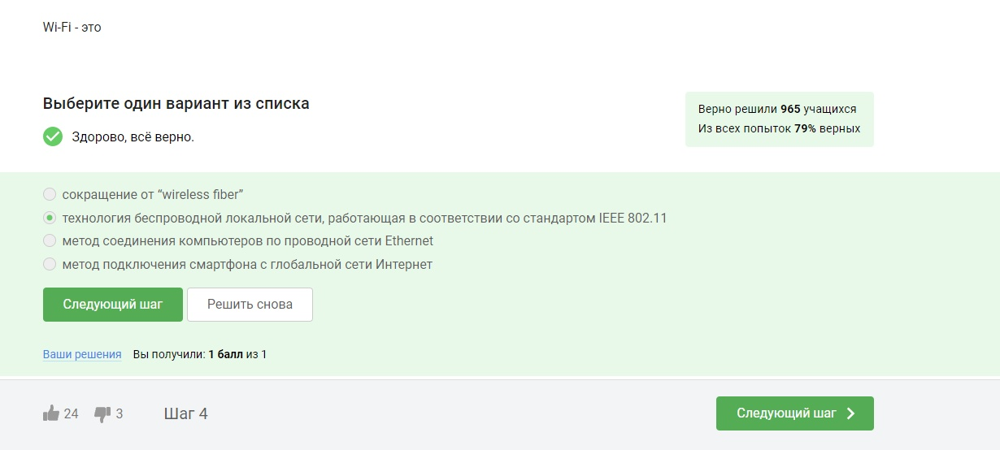 Wi-Fi - это
Выберите один вариант из списка
Здорово, всё верно.
Верно решили 965 учащихся
Из всех попыток 79% верных
сокращение от “wireless fiber”
технология беспроводной локальной сети, работающая в соответствии со стандартом IEEE 802.11
метод соединения компьютеров по проводной сети Ethernet
метод подключения смартфона с глобальной сети Интернет
Следующий шаг
Решить снова
Ваши решения Вы получили: 1 балл из 1
24 3 Шаг 4 Следующий шаг